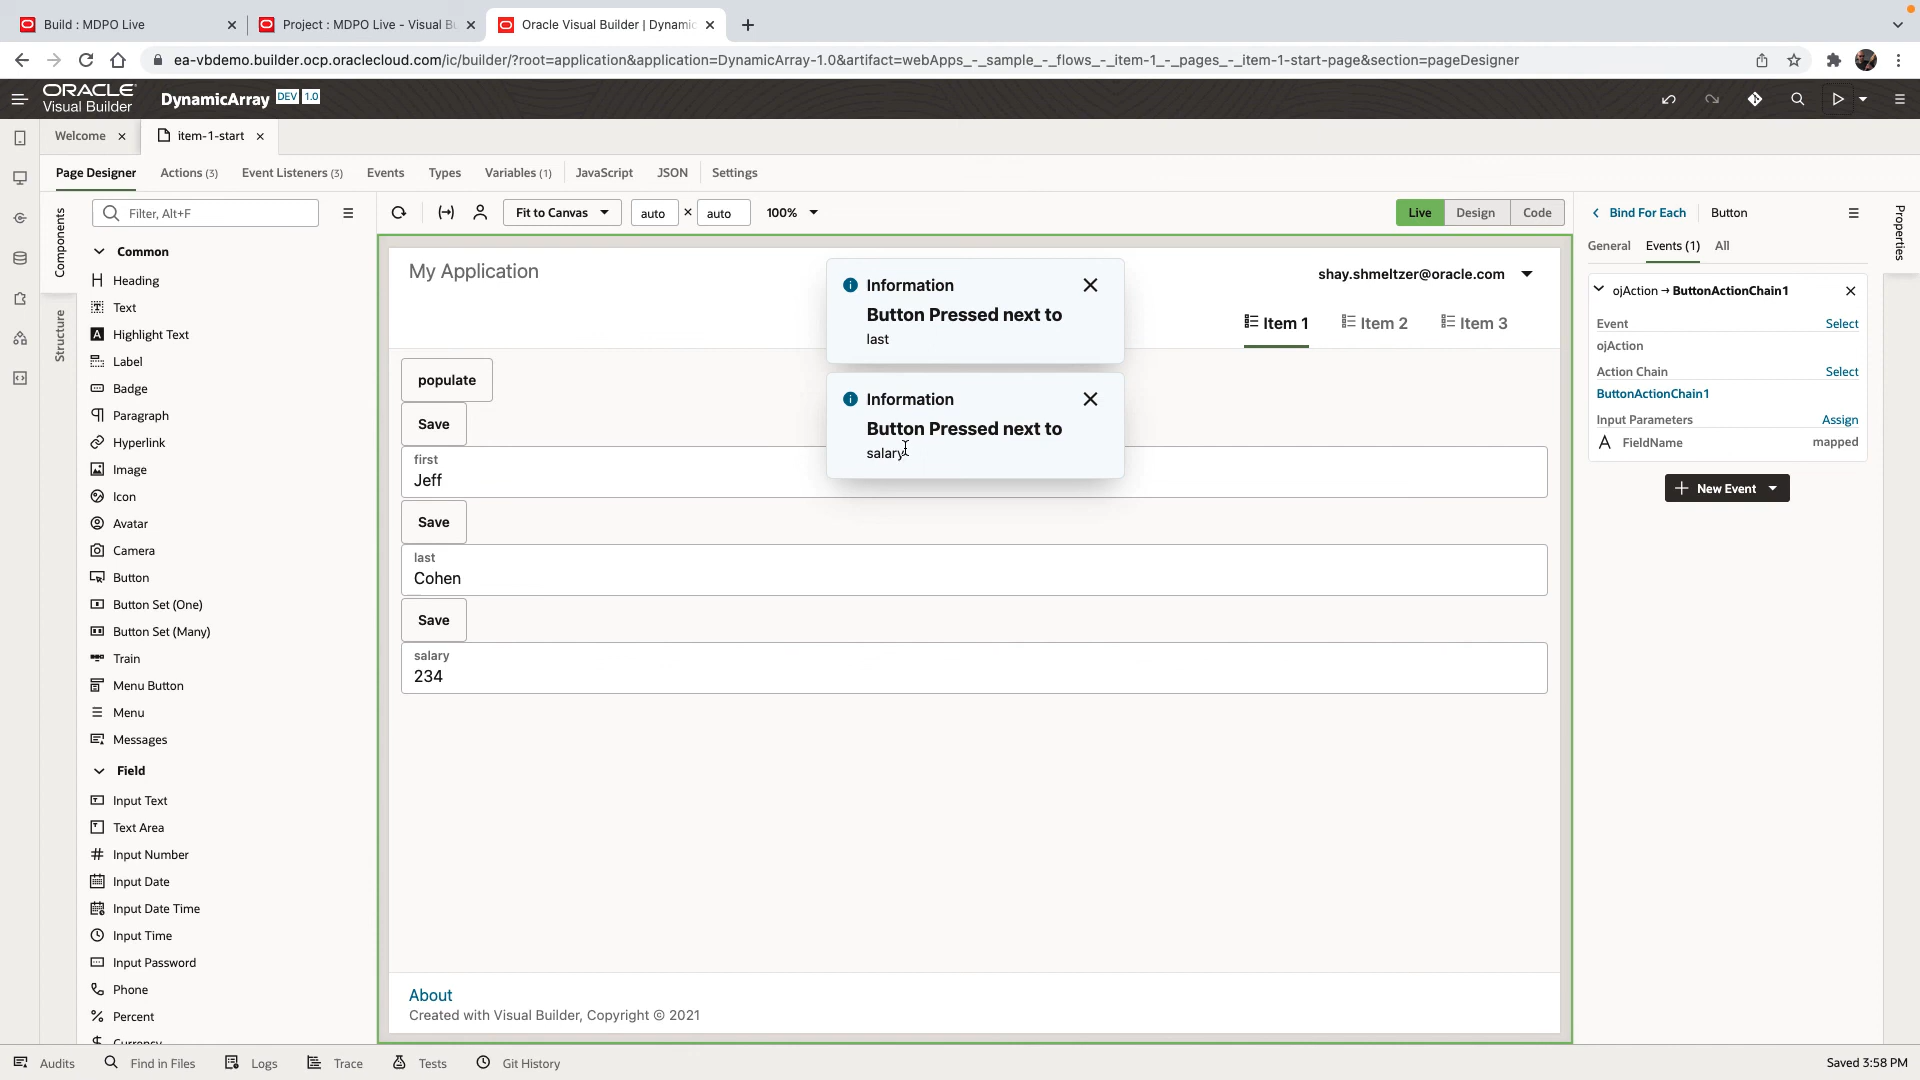 Build : MDPO Live
Project : MDPO Live - Visual Bu
Oracle Visual Builder | Dynamic
ea-vbdemo.builder.ocp.oraclecloud.com/ic/builder/?root=application&application=DynamicArray-1.0&artifact=webApps_-_sample_-_flows_-_item-1_-_pages_-_item-1-start-page&section=pageDesigner
ORACLE
Visual Builder
DynamicArray DEV 1.0
Welcome
item-1-start
Page Designer
Actions (3)
Event Listeners (3)
Events
Types
Variables (1)
JavaScript
JSON
Settings
Components
Structure
Filter, Alt+F
Common
Heading
Text
Highlight Text
Label
Badge
Paragraph
Hyperlink
Image
Icon
Avatar
Camera
Button
Button Set (One)
Button Set (Many)
Train
Menu Button
Menu
Messages
Field
Input Text
Text Area
Input Number
Input Date
Input Date Time
Input Time
Input Password
Phone
Percent
Currency
Fit to Canvas
auto × auto
100%
Live
Design
Code
My Application
shay.shmeltzer@oracle.com
Item 1
Item 2
Item 3
Information
Button Pressed next to
last
Information
Button Pressed next to
salary
populate
Save
first
Jeff
Save
last
Cohen
Save
salary
234
About
Created with Visual Builder, Copyright © 2021
Bind For Each
Button
General
Events (1)
All
ojAction → ButtonActionChain1
Event
Select
ojAction
Action Chain
Select
ButtonActionChain1
Input Parameters
Assign
A FieldName
mapped
New Event
Properties
Audits
Find in Files
Logs
Trace
Tests
Git History
Saved 3:58 PM